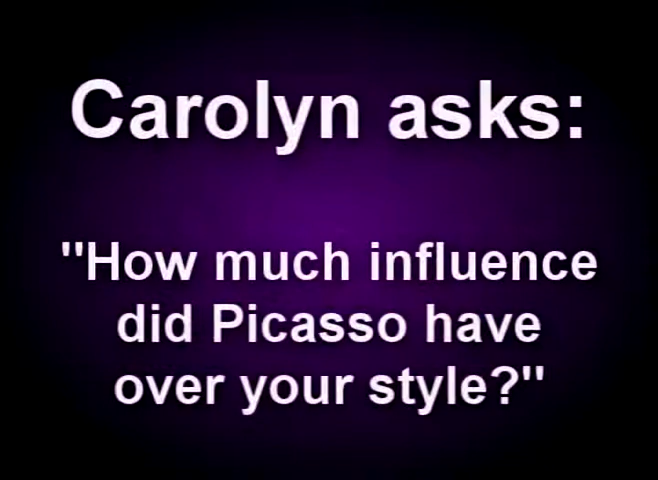 Carolyn asks:
"How much influence
did Picasso have
over your style?"